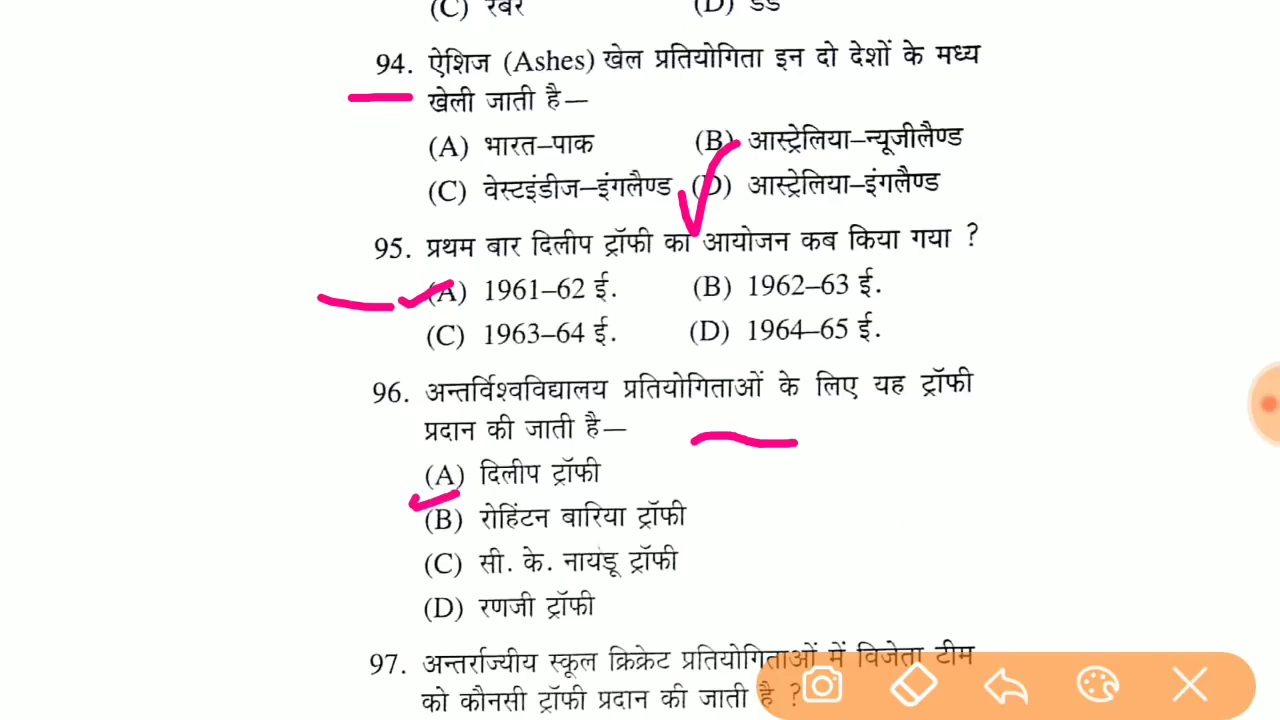 (C) रबर (D) डेड
94. ऐशिज (Ashes) खेल प्रतियोगिता इन दो देशों के मध्य
खेली जाती है—
(A) भारत–पाक (B) आस्ट्रेलिया–न्यूजीलैण्ड
(C) वेस्टइंडीज–इंगलैण्ड (D) आस्ट्रेलिया–इंगलैण्ड
95. प्रथम बार दिलीप ट्रॉफी का आयोजन कब किया गया ?
(A) 1961–62 ई. (B) 1962–63 ई.
(C) 1963–64 ई. (D) 1964–65 ई.
96. अन्तर्विश्वविद्यालय प्रतियोगिताओं के लिए यह ट्रॉफी
प्रदान की जाती है—
(A) दिलीप ट्रॉफी
(B) रोहिंटन बारिया ट्रॉफी
(C) सी. के. नायडू ट्रॉफी
(D) रणजी ट्रॉफी
97. अन्तर्राज्यीय स्कूल क्रिक्रेट प्रतियोगिताओं में विजेता टीम
को कौनसी ट्रॉफी प्रदान की जाती है ?